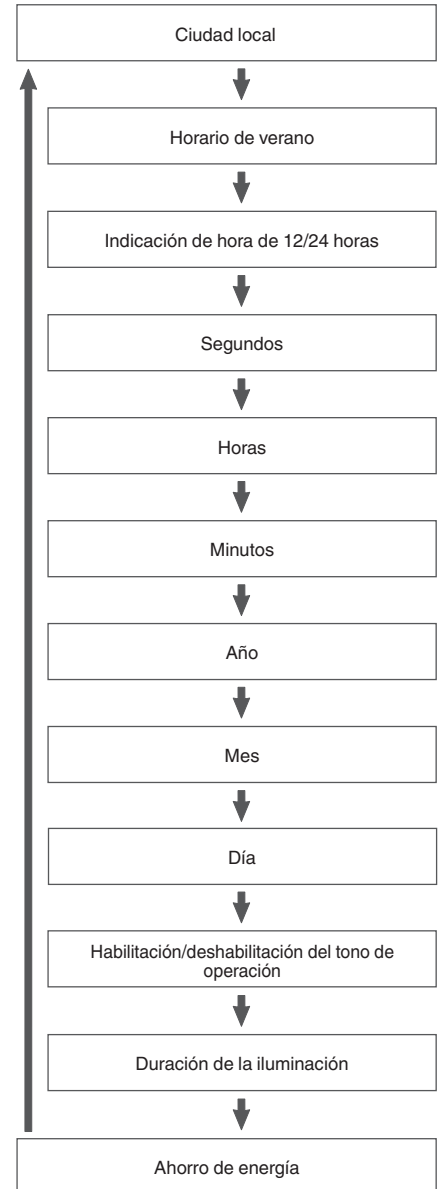 Ciudad local
Horario de verano
Indicación de hora de 12/24 horas
Segundos
Horas
Minutos
Año
Mes
Día
Habilitación/deshabilitación del tono de
operación
Duración de la iluminación
Ahorro de energía